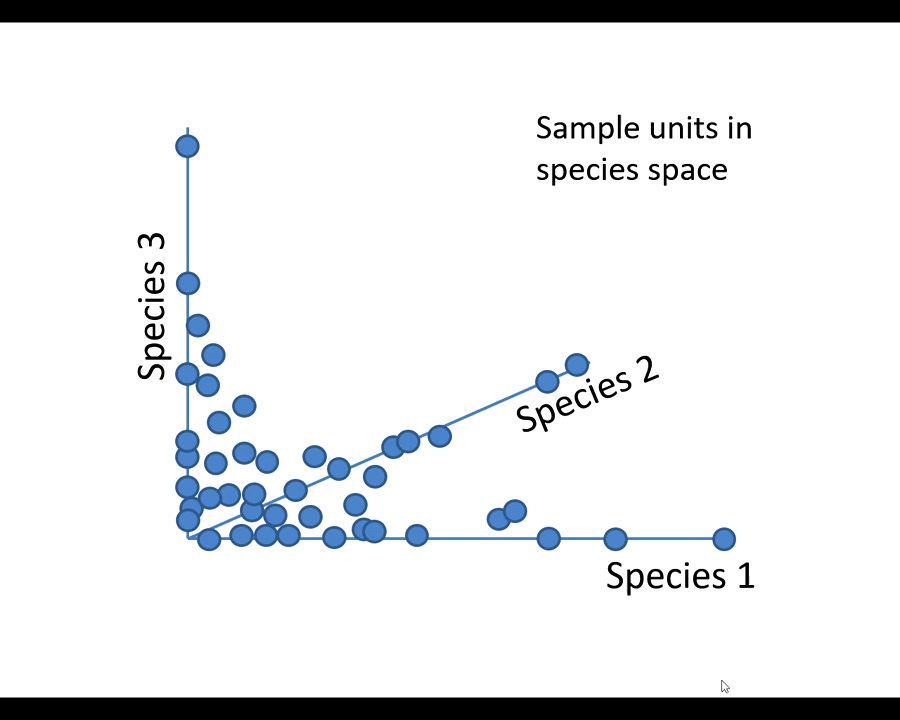 Sample units in
species space
Species 3
Species 2
Species 1